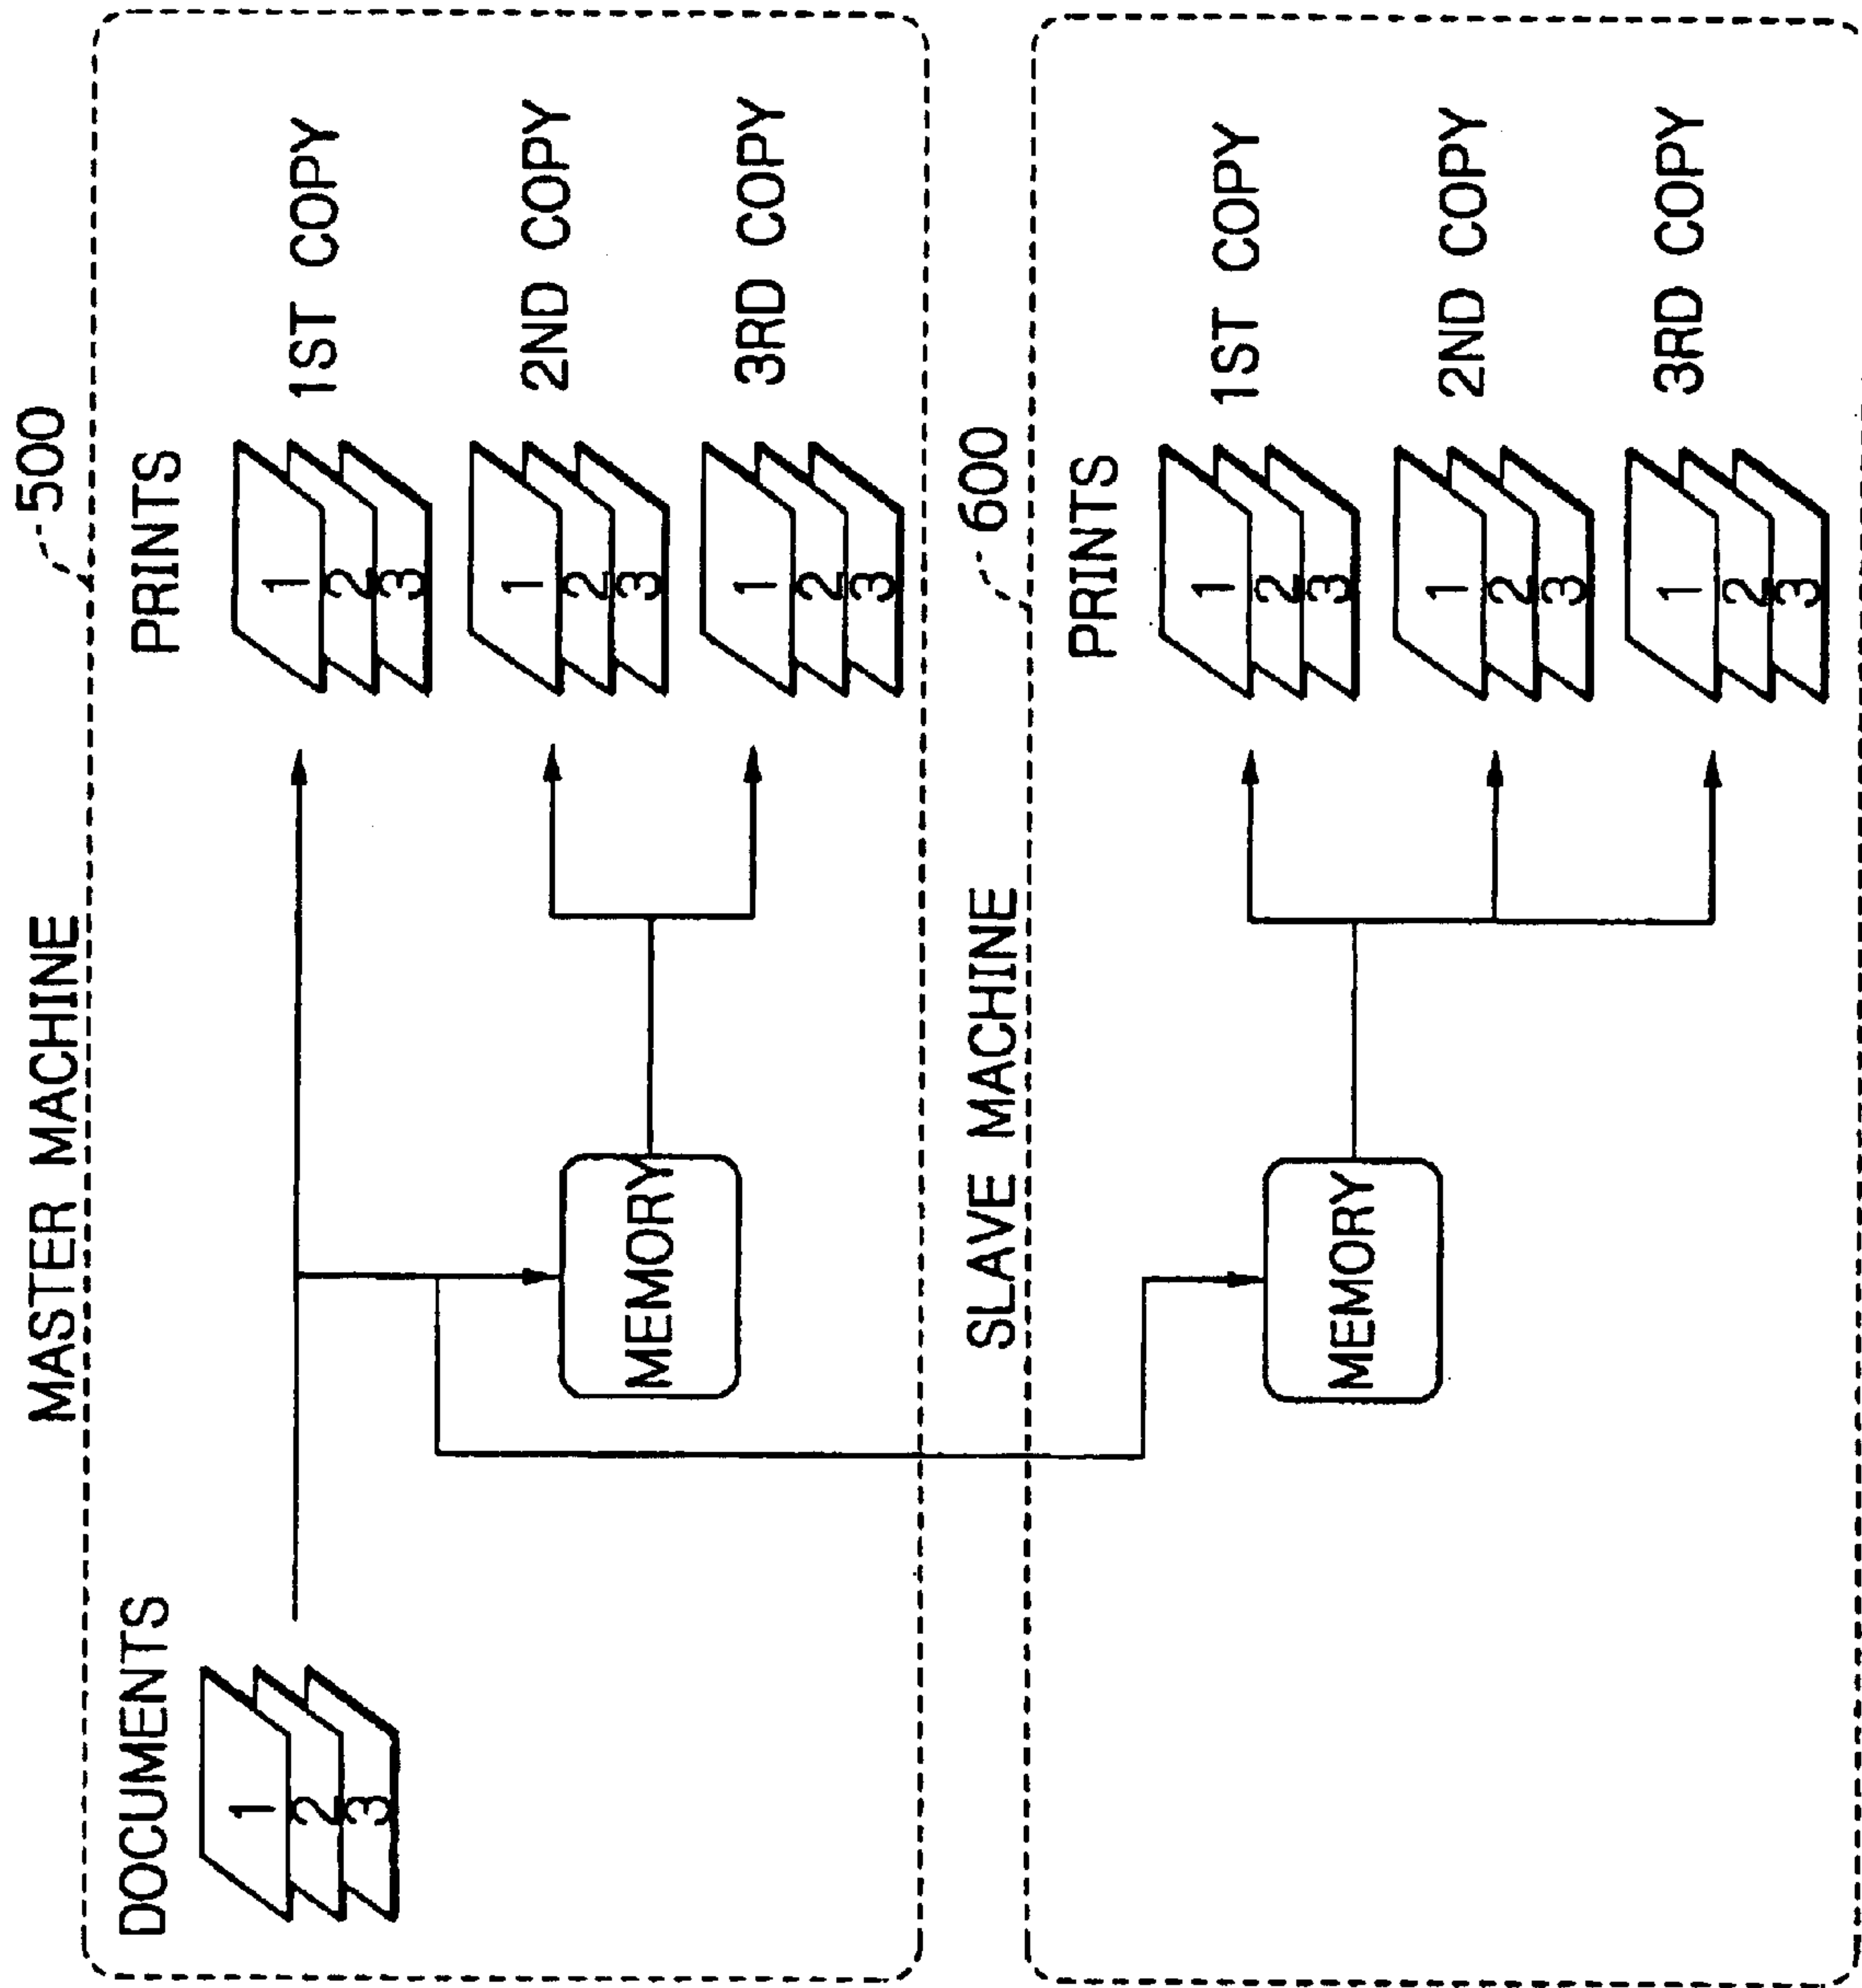 MASTER MACHINE
500
DOCUMENTS
1
2
3
PRINTS
1
2
3
1ST COPY
1
2
3
2ND COPY
1
2
3
3RD COPY
MEMORY
SLAVE MACHINE
600
PRINTS
1
2
3
1ST COPY
1
2
3
2ND COPY
1
2
3
3RD COPY
MEMORY